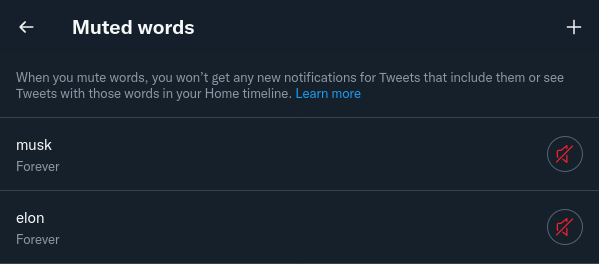 Muted words
When you mute words, you won’t get any new notifications for Tweets that include them or see
Tweets with those words in your Home timeline. Learn more
musk
Forever
elon
Forever